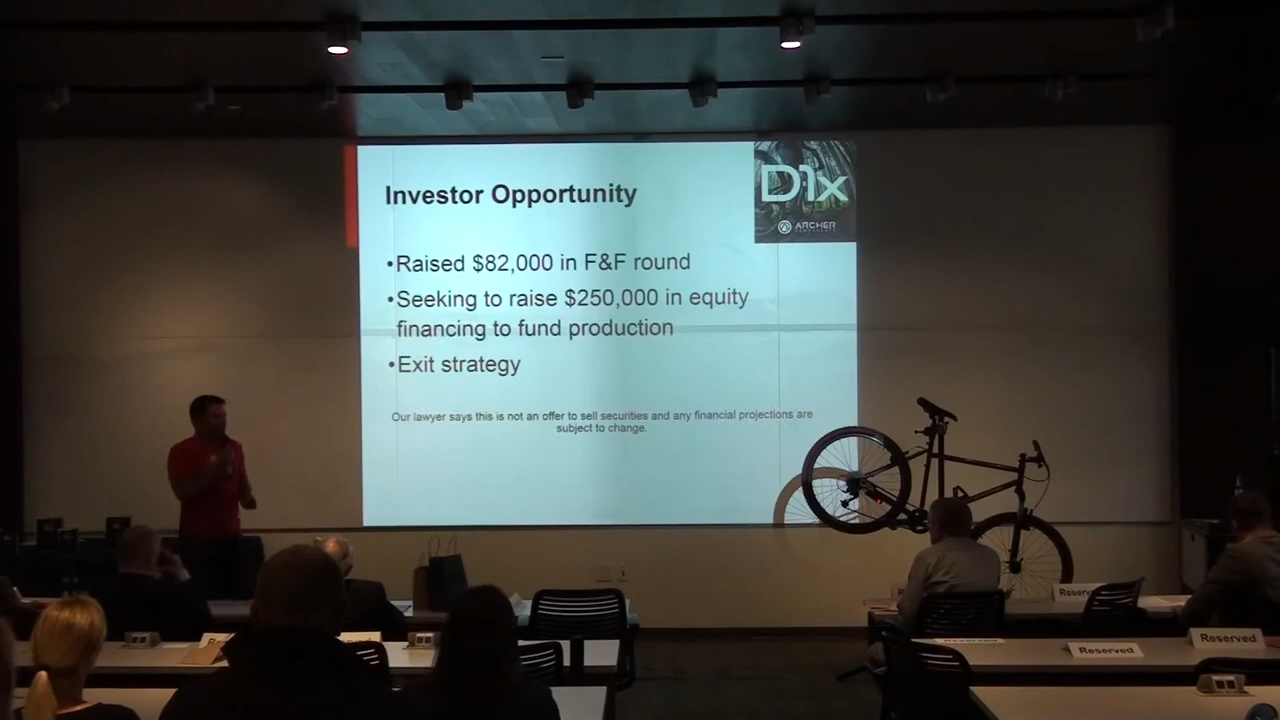 D1x
ARCHER
COMPONENTS
Investor Opportunity
•Raised $82,000 in F&F round
•Seeking to raise $250,000 in equity
financing to fund production
•Exit strategy
Our lawyer says this is not an offer to sell securities and any financial projections are
subject to change.
Reserved
Reserved